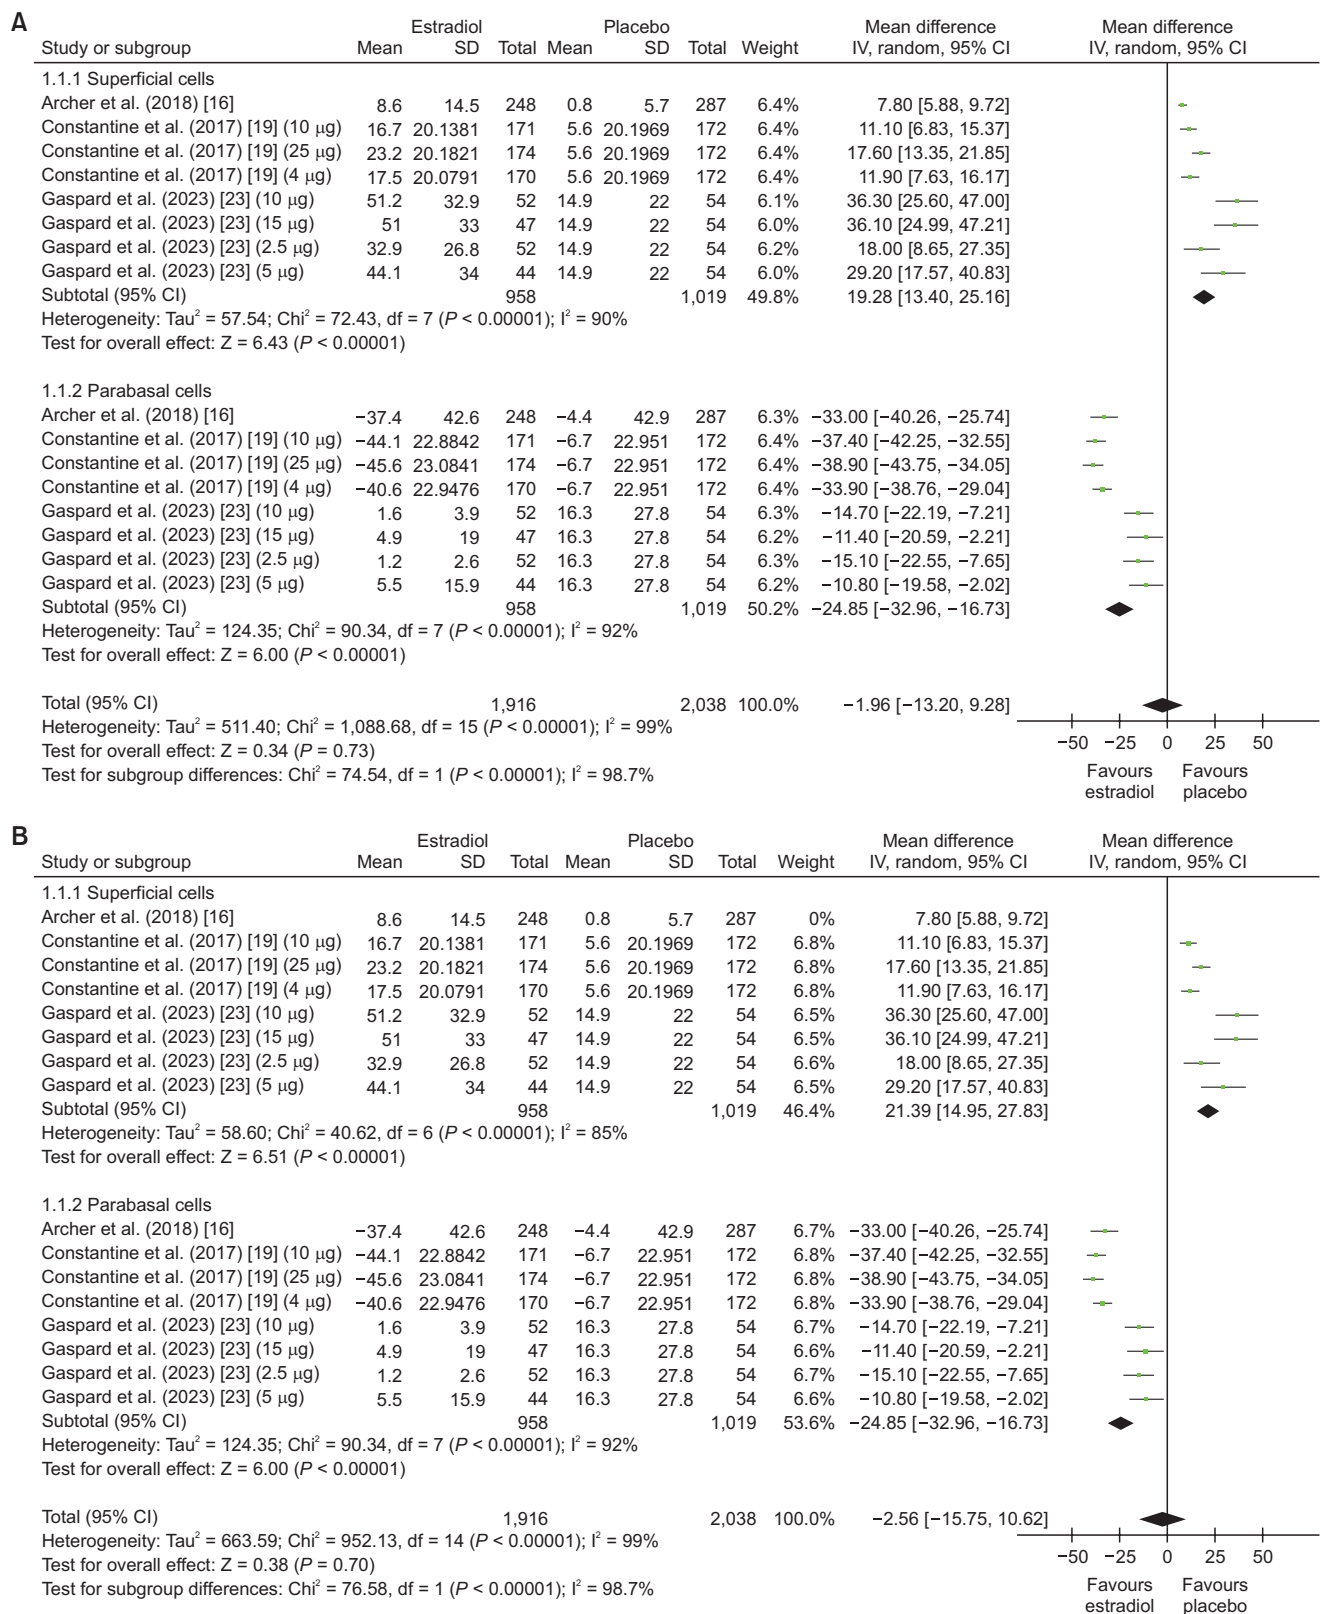 A
Estradiol Placebo Mean difference Mean difference
Study or subgroup Mean SD Total Mean SD Total Weight IV, random, 95% CI IV, random, 95% CI
1.1.1 Superficial cells
Archer et al. (2018) [16] 8.6 14.5 248 0.8 5.7 287 6.4% 7.80 [5.88, 9.72]
Constantine et al. (2017) [19] (10 μg) 16.7 20.1381 171 5.6 20.1969 172 6.4% 11.10 [6.83, 15.37]
Constantine et al. (2017) [19] (25 μg) 23.2 20.1821 174 5.6 20.1969 172 6.4% 17.60 [13.35, 21.85]
Constantine et al. (2017) [19] (4 μg) 17.5 20.0791 170 5.6 20.1969 172 6.4% 11.90 [7.63, 16.17]
Gaspard et al. (2023) [23] (10 μg) 51.2 32.9 52 14.9 22 54 6.1% 36.30 [25.60, 47.00]
Gaspard et al. (2023) [23] (15 μg) 51 33 47 14.9 22 54 6.0% 36.10 [24.99, 47.21]
Gaspard et al. (2023) [23] (2.5 μg) 32.9 26.8 52 14.9 22 54 6.2% 18.00 [8.65, 27.35]
Gaspard et al. (2023) [23] (5 μg) 44.1 34 44 14.9 22 54 6.0% 29.20 [17.57, 40.83]
Subtotal (95% CI) 958 1,019 49.8% 19.28 [13.40, 25.16]
Heterogeneity: Tau² = 57.54; Chi² = 72.43, df = 7 (P < 0.00001); I² = 90%
Test for overall effect: Z = 6.43 (P < 0.00001)
1.1.2 Parabasal cells
Archer et al. (2018) [16] −37.4 42.6 248 −4.4 42.9 287 6.3% −33.00 [−40.26, −25.74]
Constantine et al. (2017) [19] (10 μg) −44.1 22.8842 171 −6.7 22.951 172 6.4% −37.40 [−42.25, −32.55]
Constantine et al. (2017) [19] (25 μg) −45.6 23.0841 174 −6.7 22.951 172 6.4% −38.90 [−43.75, −34.05]
Constantine et al. (2017) [19] (4 μg) −40.6 22.9476 170 −6.7 22.951 172 6.4% −33.90 [−38.76, −29.04]
Gaspard et al. (2023) [23] (10 μg) 1.6 3.9 52 16.3 27.8 54 6.3% −14.70 [−22.19, −7.21]
Gaspard et al. (2023) [23] (15 μg) 4.9 19 47 16.3 27.8 54 6.2% −11.40 [−20.59, −2.21]
Gaspard et al. (2023) [23] (2.5 μg) 1.2 2.6 52 16.3 27.8 54 6.3% −15.10 [−22.55, −7.65]
Gaspard et al. (2023) [23] (5 μg) 5.5 15.9 44 16.3 27.8 54 6.2% −10.80 [−19.58, −2.02]
Subtotal (95% CI) 958 1,019 50.2% −24.85 [−32.96, −16.73]
Heterogeneity: Tau² = 124.35; Chi² = 90.34, df = 7 (P < 0.00001); I² = 92%
Test for overall effect: Z = 6.00 (P < 0.00001)
Total (95% CI) 1,916 2,038 100.0% −1.96 [−13.20, 9.28]
Heterogeneity: Tau² = 511.40; Chi² = 1,088.68, df = 15 (P < 0.00001); I² = 99%
Test for overall effect: Z = 0.34 (P = 0.73)
Test for subgroup differences: Chi² = 74.54, df = 1 (P < 0.00001); I² = 98.7%
−50 −25 0 25 50
Favours Favours
estradiol placebo
B
Estradiol Placebo Mean difference Mean difference
Study or subgroup Mean SD Total Mean SD Total Weight IV, random, 95% CI IV, random, 95% CI
1.1.1 Superficial cells
Archer et al. (2018) [16] 8.6 14.5 248 0.8 5.7 287 0% 7.80 [5.88, 9.72]
Constantine et al. (2017) [19] (10 μg) 16.7 20.1381 171 5.6 20.1969 172 6.8% 11.10 [6.83, 15.37]
Constantine et al. (2017) [19] (25 μg) 23.2 20.1821 174 5.6 20.1969 172 6.8% 17.60 [13.35, 21.85]
Constantine et al. (2017) [19] (4 μg) 17.5 20.0791 170 5.6 20.1969 172 6.8% 11.90 [7.63, 16.17]
Gaspard et al. (2023) [23] (10 μg) 51.2 32.9 52 14.9 22 54 6.5% 36.30 [25.60, 47.00]
Gaspard et al. (2023) [23] (15 μg) 51 33 47 14.9 22 54 6.5% 36.10 [24.99, 47.21]
Gaspard et al. (2023) [23] (2.5 μg) 32.9 26.8 52 14.9 22 54 6.6% 18.00 [8.65, 27.35]
Gaspard et al. (2023) [23] (5 μg) 44.1 34 44 14.9 22 54 6.5% 29.20 [17.57, 40.83]
Subtotal (95% CI) 958 1,019 46.4% 21.39 [14.95, 27.83]
Heterogeneity: Tau² = 58.60; Chi² = 40.62, df = 6 (P < 0.00001); I² = 85%
Test for overall effect: Z = 6.51 (P < 0.00001)
1.1.2 Parabasal cells
Archer et al. (2018) [16] −37.4 42.6 248 −4.4 42.9 287 6.7% −33.00 [−40.26, −25.74]
Constantine et al. (2017) [19] (10 μg) −44.1 22.8842 171 −6.7 22.951 172 6.8% −37.40 [−42.25, −32.55]
Constantine et al. (2017) [19] (25 μg) −45.6 23.0841 174 −6.7 22.951 172 6.8% −38.90 [−43.75, −34.05]
Constantine et al. (2017) [19] (4 μg) −40.6 22.9476 170 −6.7 22.951 172 6.8% −33.90 [−38.76, −29.04]
Gaspard et al. (2023) [23] (10 μg) 1.6 3.9 52 16.3 27.8 54 6.7% −14.70 [−22.19, −7.21]
Gaspard et al. (2023) [23] (15 μg) 4.9 19 47 16.3 27.8 54 6.6% −11.40 [−20.59, −2.21]
Gaspard et al. (2023) [23] (2.5 μg) 1.2 2.6 52 16.3 27.8 54 6.7% −15.10 [−22.55, −7.65]
Gaspard et al. (2023) [23] (5 μg) 5.5 15.9 44 16.3 27.8 54 6.6% −10.80 [−19.58, −2.02]
Subtotal (95% CI) 958 1,019 53.6% −24.85 [−32.96, −16.73]
Heterogeneity: Tau² = 124.35; Chi² = 90.34, df = 7 (P < 0.00001); I² = 92%
Test for overall effect: Z = 6.00 (P < 0.00001)
Total (95% CI) 1,916 2,038 100.0% −2.56 [−15.75, 10.62]
Heterogeneity: Tau² = 663.59; Chi² = 952.13, df = 14 (P < 0.00001); I² = 99%
Test for overall effect: Z = 0.38 (P = 0.70)
Test for subgroup differences: Chi² = 76.58, df = 1 (P < 0.00001); I² = 98.7%
−50 −25 0 25 50
Favours Favours
estradiol placebo